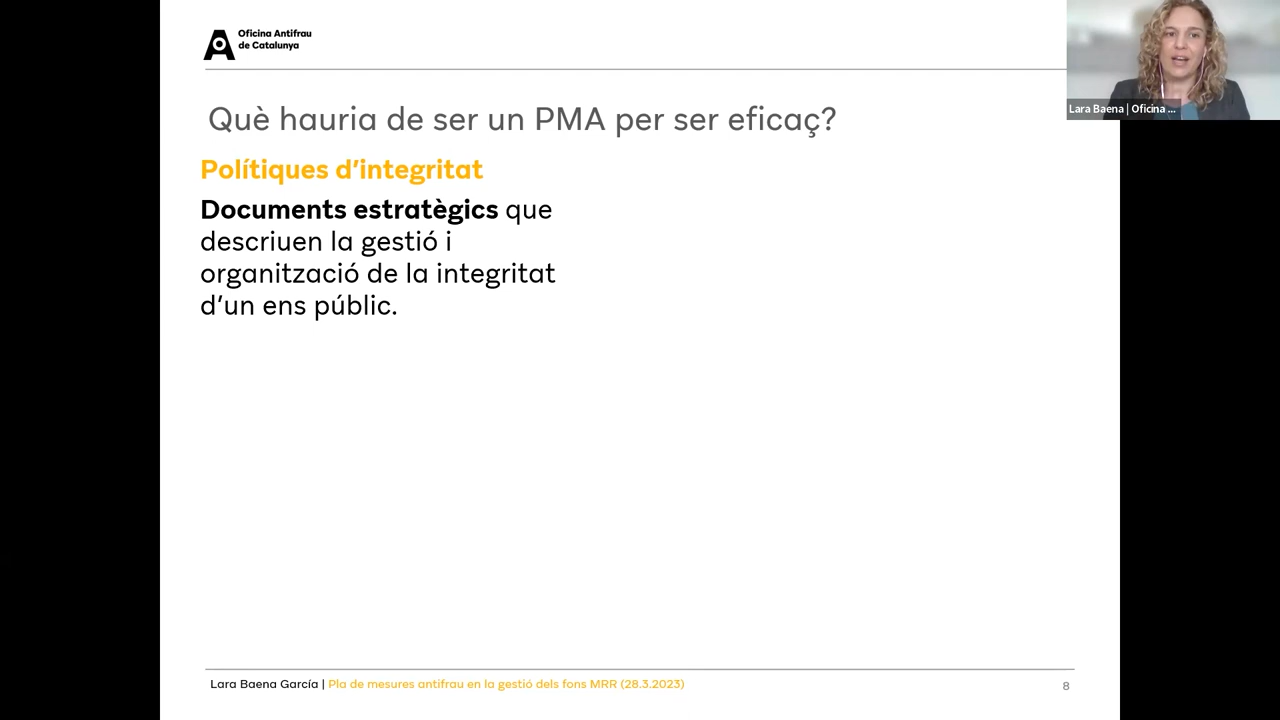 Oficina Antifrau
de Catalunya
Lara Baena | Oficina ...
Què hauria de ser un PMA per ser eficaç?
Polítiques d'integritat
Documents estratègics que
descriuen la gestió i
organització de la integritat
d'un ens públic.
Lara Baena García | Pla de mesures antifrau en la gestió dels fons MRR (28.3.2023)
8